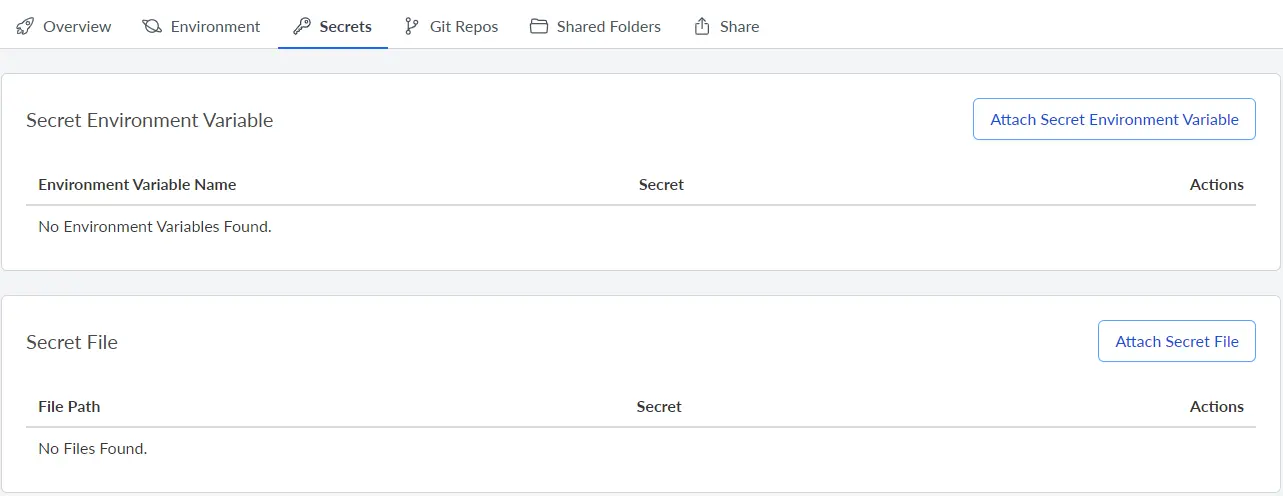 Overview Environment Secrets Git Repos Shared Folders Share
Secret Environment Variable Attach Secret Environment Variable
Environment Variable Name Secret Actions
No Environment Variables Found.
Secret File Attach Secret File
File Path Secret Actions
No Files Found.